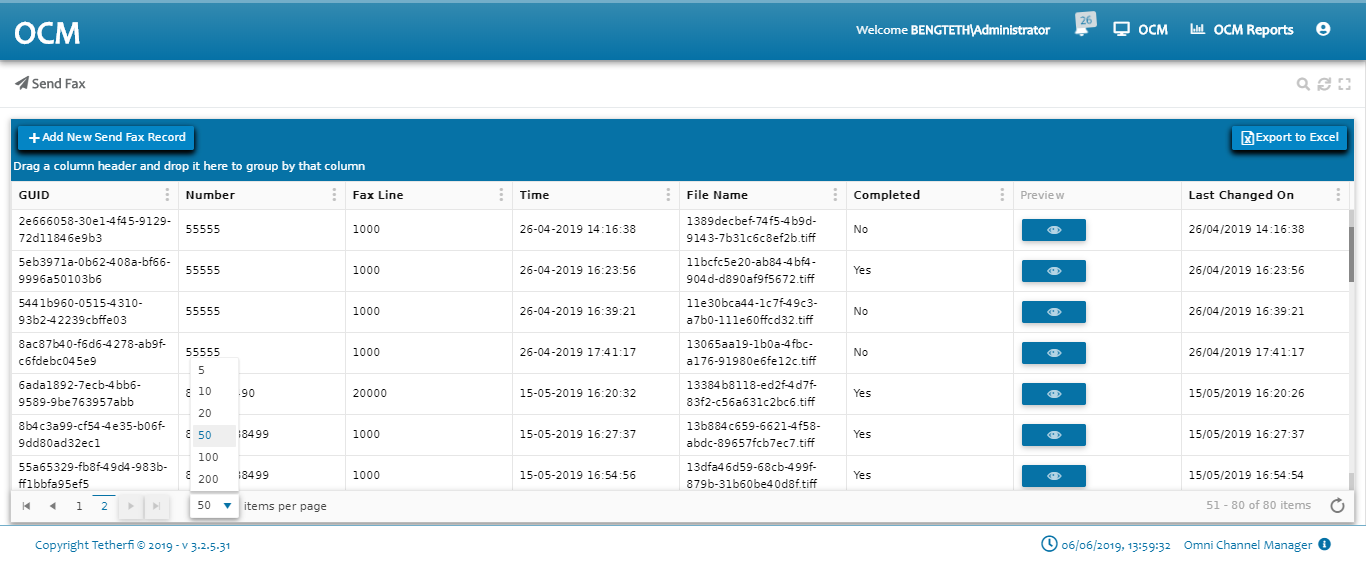 OCM
Welcome BENGTETH\Administrator
26
OCM
OCM Reports
Send Fax
Add New Send Fax Record
Export to Excel
Drag a column header and drop it here to group by that column
GUID Number Fax Line Time File Name Completed Preview Last Changed On
2e666058-30e1-4f45-9129-
72d11846e9b3
55555 1000 26-04-2019 14:16:38
1389decbef-74f5-4b9d-
9143-7b31c6c8ef2b.tiff
No 26/04/2019 14:16:38
5eb3971a-0b62-408a-bf66-
9996a50103b6
55555 1000 26-04-2019 16:23:56
11bcfc5e20-ab84-4bf4-
904d-d890af9f5672.tiff
Yes 26/04/2019 16:23:56
5441b960-0515-4310-
93b2-42239cbffe03
55555 1000 26-04-2019 16:39:21
11e30bca44-1c7f-49c3-
a7b0-111e60ffcd32.tiff
No 26/04/2019 16:39:21
8ac87b40-f6d6-4278-ab9f-
c6fdebc045e9
55555 1000 26-04-2019 17:41:17
13065aa19-1b0a-4fbc-
a176-91980e6fe12c.tiff
No 26/04/2019 17:41:17
6ada1892-7ecb-4bb6-
9589-9be763957abb
20000 15-05-2019 16:20:32
13384b8118-ed2f-4d7f-
83f2-c56a631c2bc6.tiff
Yes 15/05/2019 16:20:26
8b4c3a99-cf54-4e35-b06f-
9dd80ad32ec1
1000 15-05-2019 16:27:37
13b884c659-6621-4f58-
abdc-89657fcb7ec7.tiff
Yes 15/05/2019 16:27:37
55a65329-fb8f-49d4-983b-
ff1bbfa95ef5
1000 15-05-2019 16:54:56
13dfa46d59-68cb-499f-
879b-31b60be40d8f.tiff
Yes 15/05/2019 16:54:54
5
10
20
50
100
200
1 2 50 items per page
51 - 80 of 80 items
Copyright Tetherfi © 2019 - v 3.2.5.31
06/06/2019, 13:59:32 Omni Channel Manager